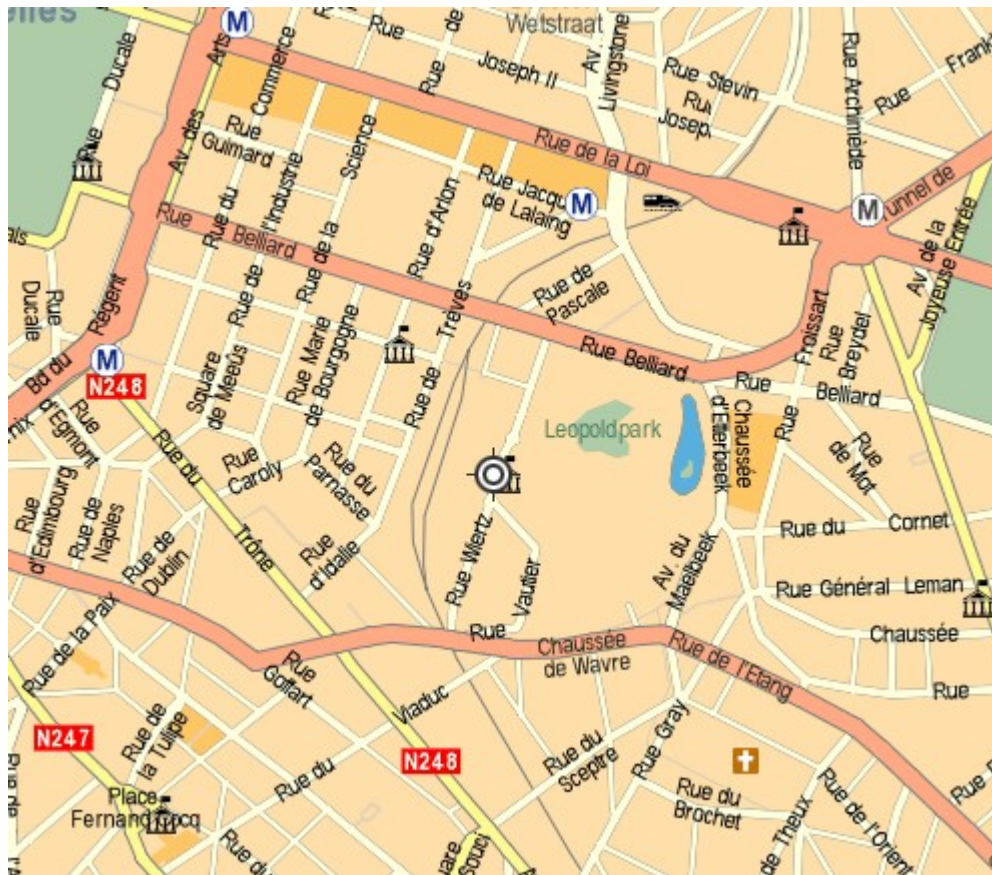 elles
M
Wetstraat
Ducale
Arts
Commerce
Rue
Rue de
Joseph II
Av.
Livingstone
Rue Stevin
Joseph
Rue Archimède
Rue
Frank
Rue
Av. des
Rue
Guimard
Rue de la Loi
Science
Rue Jacqu
de Lalaing
M
M
Tunnel de
Rue
Belliard
Rue du
l'Industrie
Rue de
Rue de la
Rue d'Arlon
Trèves
Rue de
Rue de
Pascale
Av. de la
Joyeuse Entrée
als
Rue
Ducale
Bd du
Régent
M
N248
Square
de Meeûs
Rue Marie
de Bourgogne
Rue Belliard
Froissart
Rue
Breydel
Rue
Belliard
Rue
d'Egmont
Rue du
Trône
Rue
Caroly
Rue du
Parnasse
Leopoldpark
Chaussée
d'Etterbeek
Rue
Rue
de Mot
Rue
d'Edimbourg
Rue de
Naples
Rue de
Dublin
Rue
d'Idalie
Rue Wiertz
Vautier
Av. du
Maelbeek
Rue du
Cornet
Rue Général Leman
Rue de la Paix
Rue
Chaussée
de Wavre
Rue de l'Etang
Chaussée
Rue
Goffart
Viaduc
Rue
N247
Rue de
la Tulipe
N248
Rue du
Rue du
Sceptre
Rue Gray
Place
Fernand Cocq
Rue du
Rue du
Brochet
de Theux
Rue de l'Orient